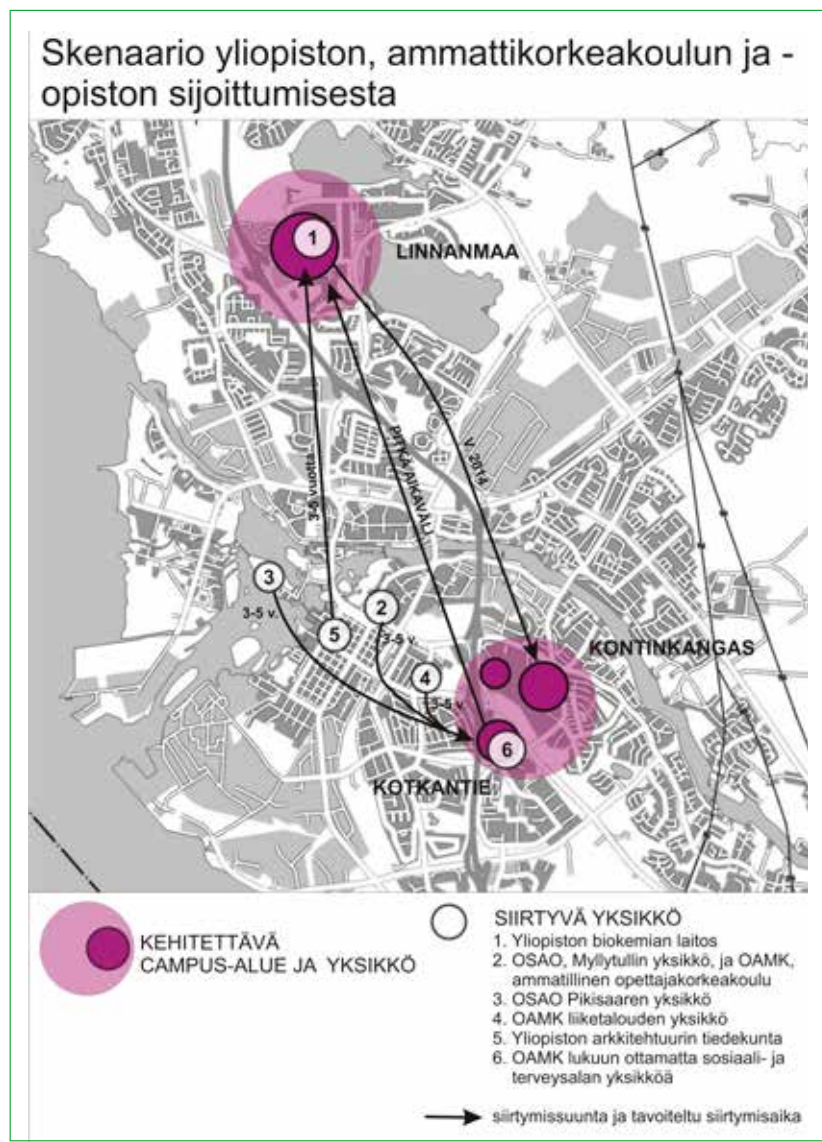 Skenaario yliopiston, ammattikorkeakoulun ja -
opiston sijoittumisesta
1
LINNANMAA
3-5 vuotta
PITKÄ AIKAVÄLI
V. 2014
3
3-5 v.
2
3-5 v.
5
4
3-5 v.
KONTINKANGAS
6
KOTKANTIE
KEHITETTÄVÄ
CAMPUS-ALUE JA YKSIKKÖ
SIIRTYVÄ YKSIKKÖ
1. Yliopiston biokemian laitos
2. OSAO, Myllytullin yksikkö, ja OAMK,
ammatillinen opettajakorkeakoulu
3. OSAO Pikisaaren yksikkö
4. OAMK liiketalouden yksikkö
5. Yliopiston arkkitehtuurin tiedekunta
6. OAMK lukuun ottamatta sosiaali- ja
terveysalan yksikköä
siirtymissuunta ja tavoiteltu siirtymisaika